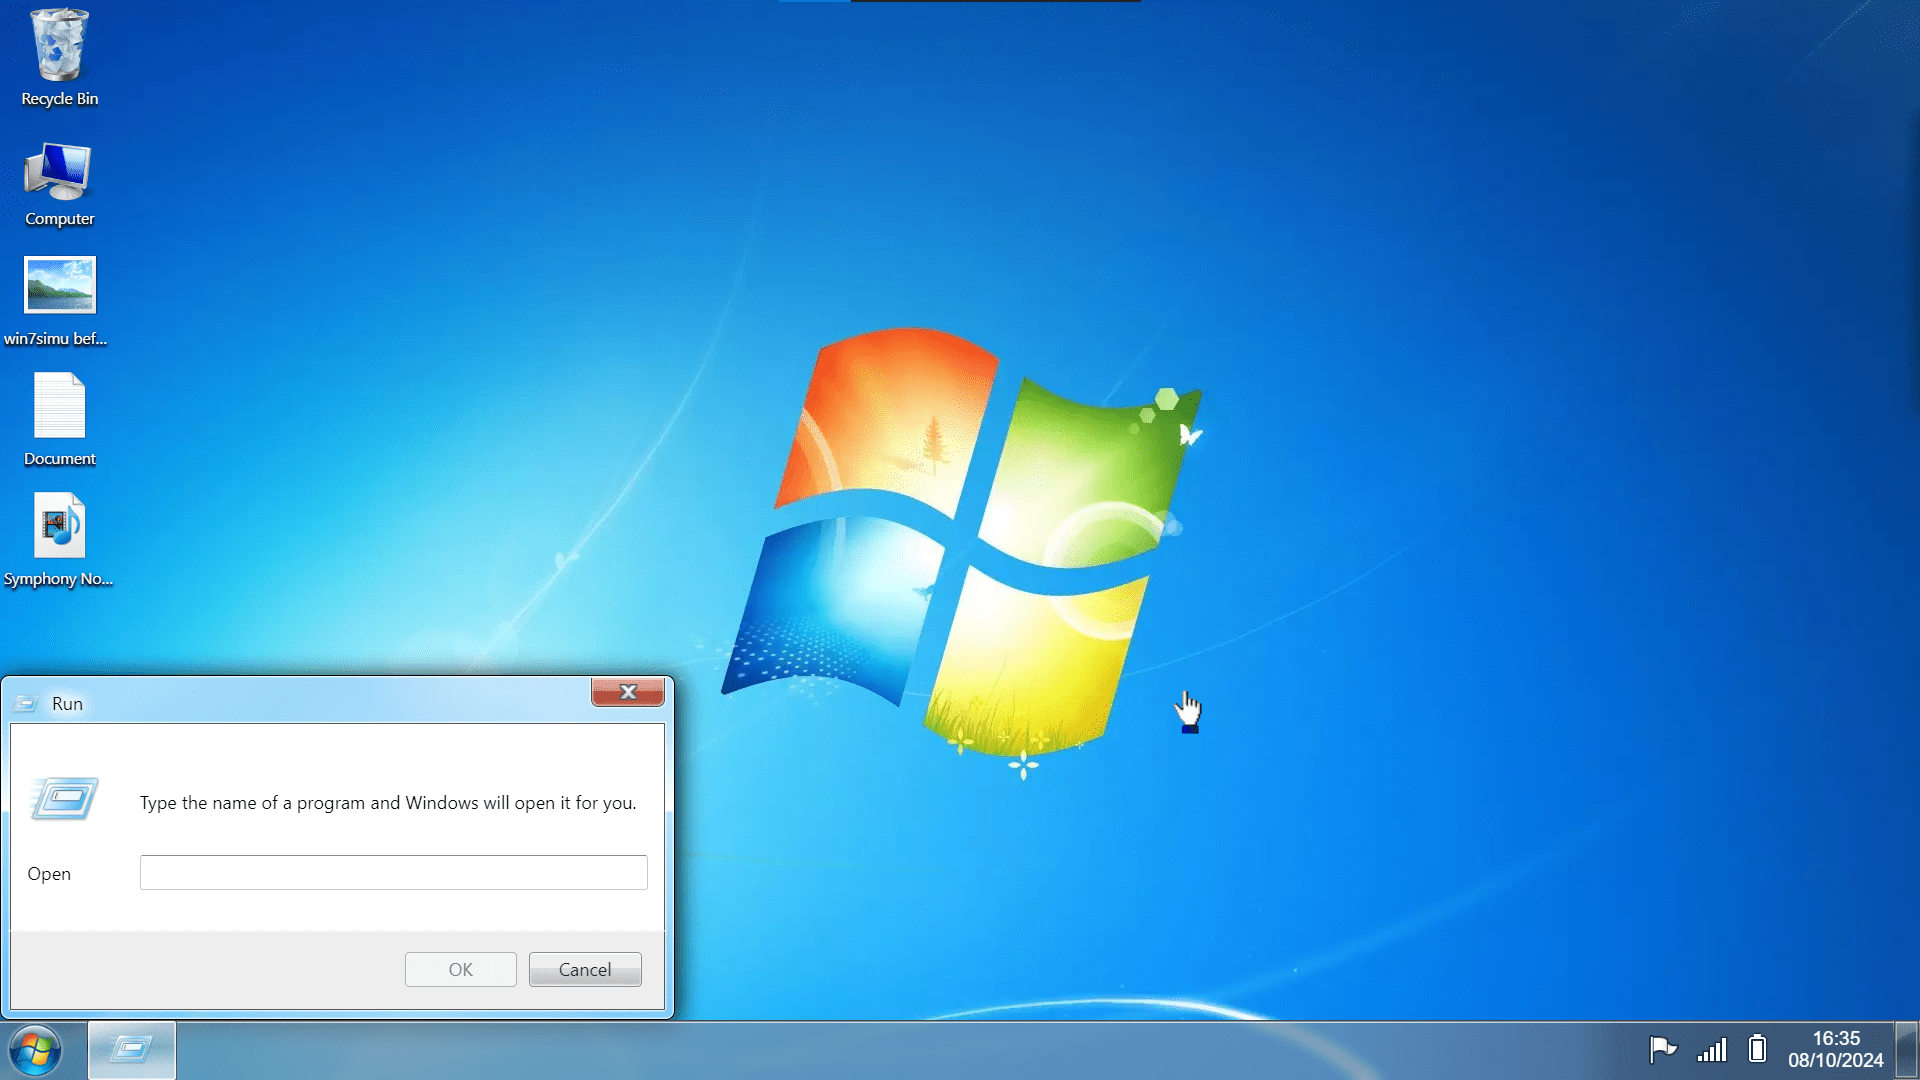 Recycle Bin
Computer
win7simu bef...
Document
Symphony No...
Run
Type the name of a program and Windows will open it for you.
Open
OK
Cancel
16:35
08/10/2024